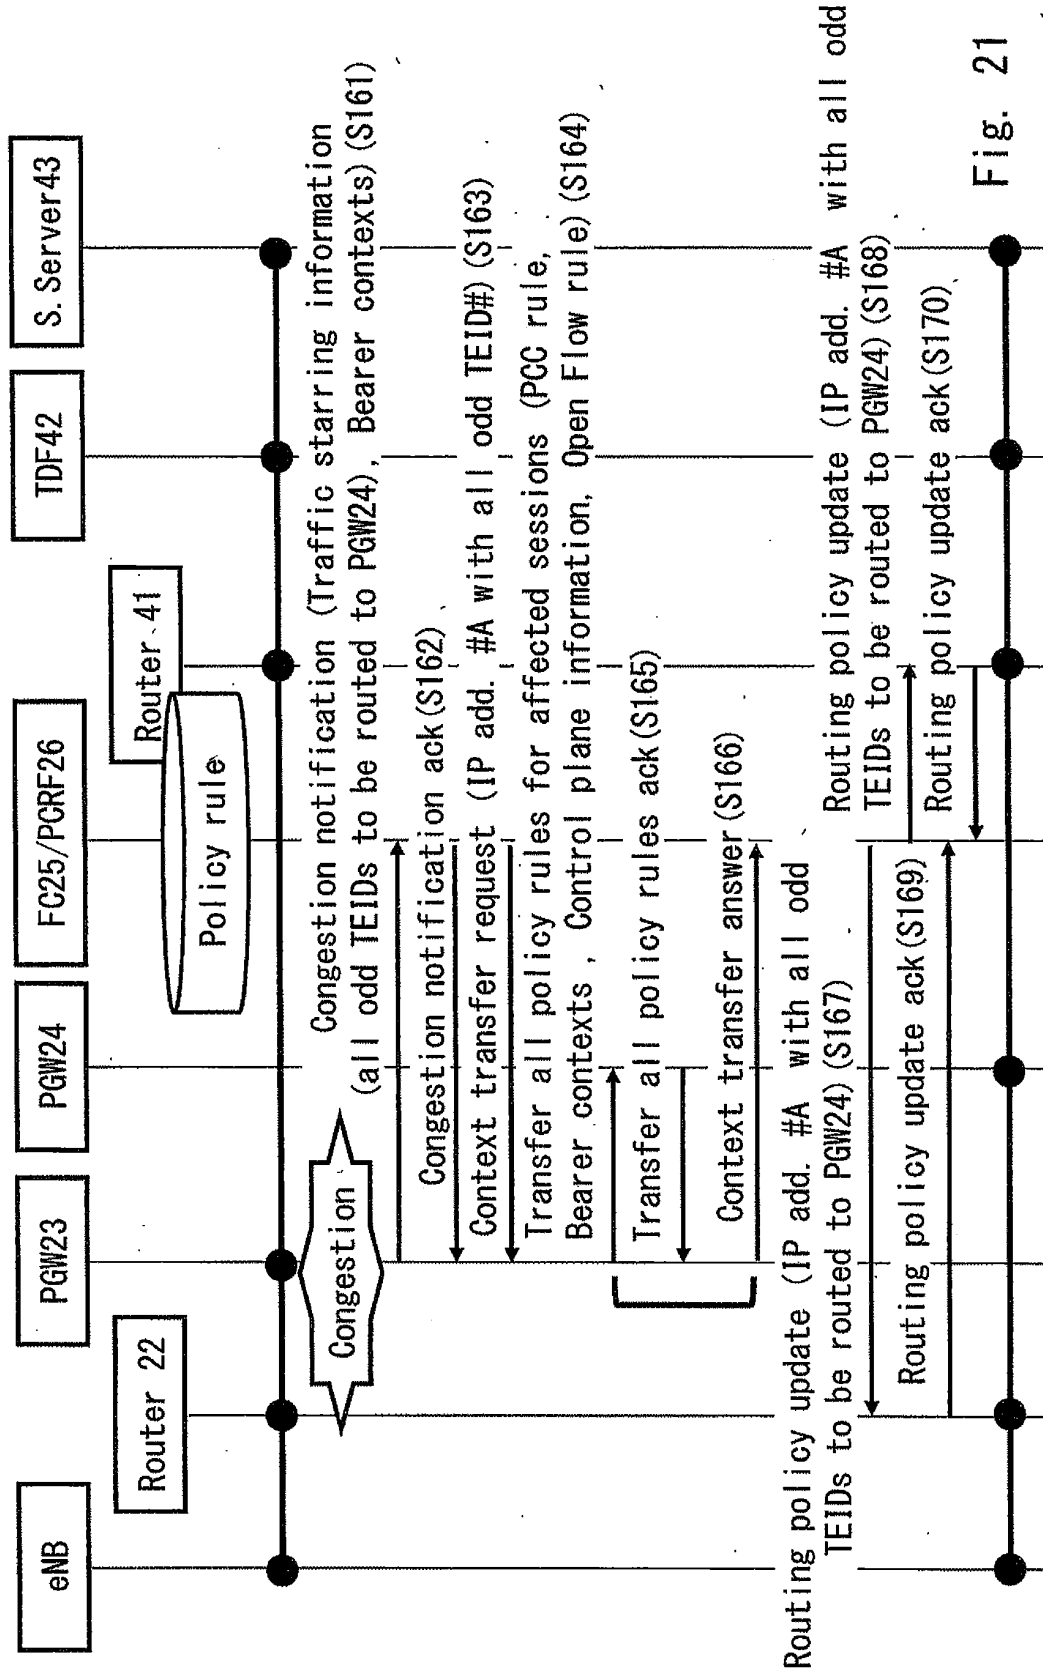 eNB
Router 22
PGW23
PGW24
FC25/PCRF26
Router 41
TDF42
S.Server43
Policy rule
Congestion
Congestion notification (Traffic starring information
(all odd TEIDs to be routed to PGW24), Bearer contexts)(S161)
Congestion notification ack(S162)
Context transfer request (IP add. #A with all odd TEID#)(S163)
Transfer all policy rules for affected sessions (PCC rule,
Bearer contexts , Control plane information, Open Flow rule)(S164)
Transfer all policy rules ack(S165)
Context transfer answer(S166)
Routing policy update (IP add. #A with all odd
TEIDs to be routed to PGW24)(S167)
Routing policy update (IP add. #A with all odd
TEIDs to be routed to PGW24)(S168)
Routing policy update ack(S169)
Routing policy update ack(S170)
Fig. 21